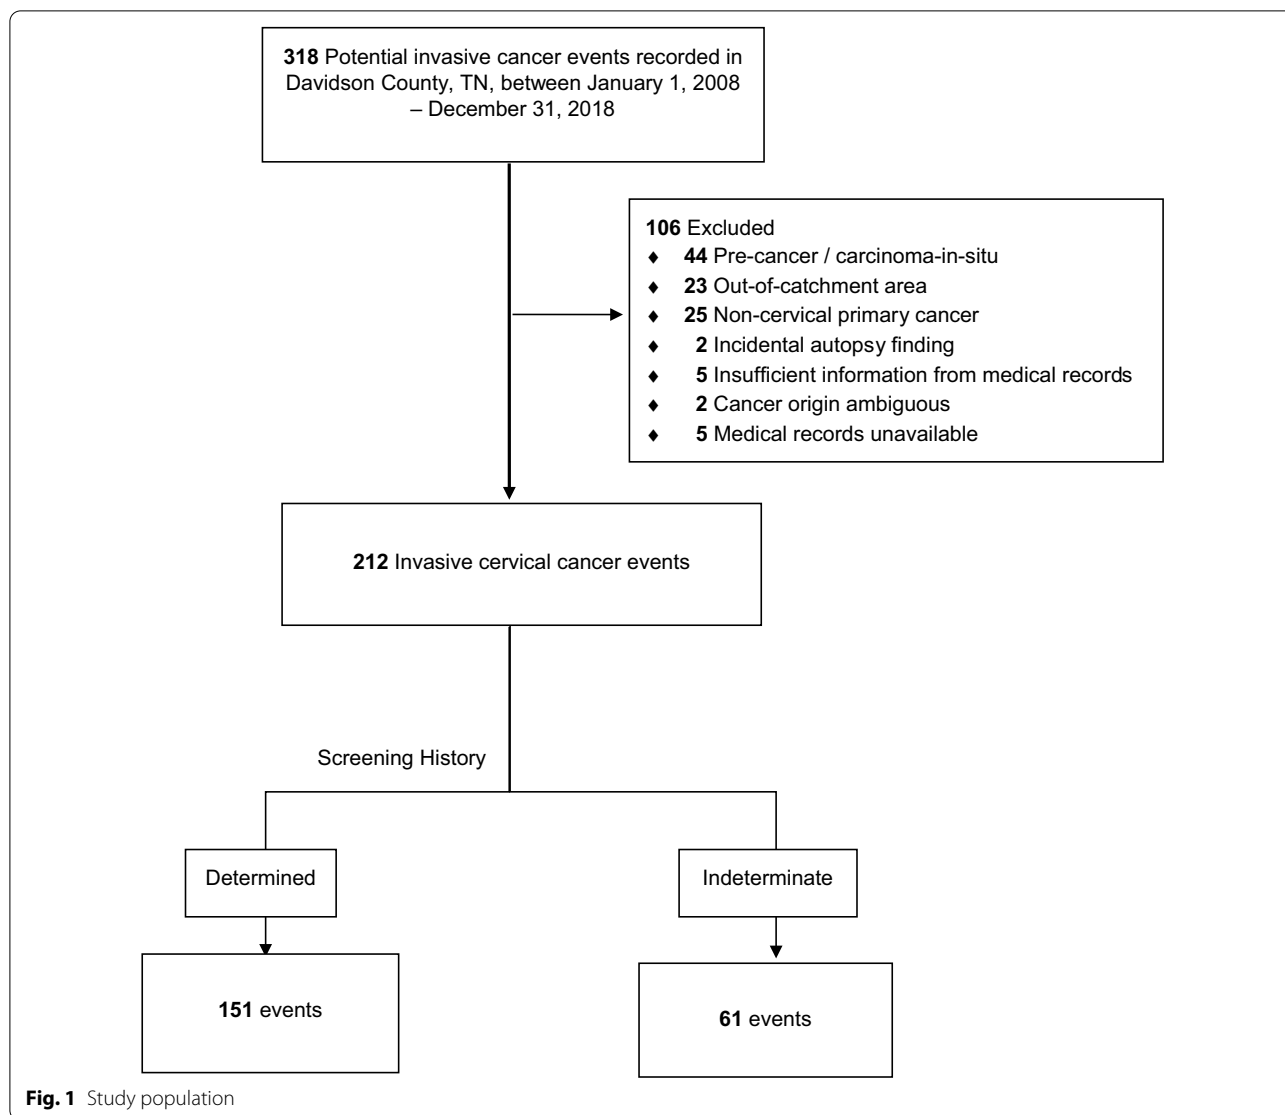 318 Potential invasive cancer events recorded in
Davidson County, TN, between January 1, 2008
– December 31, 2018
106 Excluded
♦ 44 Pre-cancer / carcinoma-in-situ
♦ 23 Out-of-catchment area
♦ 25 Non-cervical primary cancer
♦ 2 Incidental autopsy finding
♦ 5 Insufficient information from medical records
♦ 2 Cancer origin ambiguous
♦ 5 Medical records unavailable
212 Invasive cervical cancer events
Screening History
Determined
Indeterminate
151 events
61 events
Fig. 1 Study population